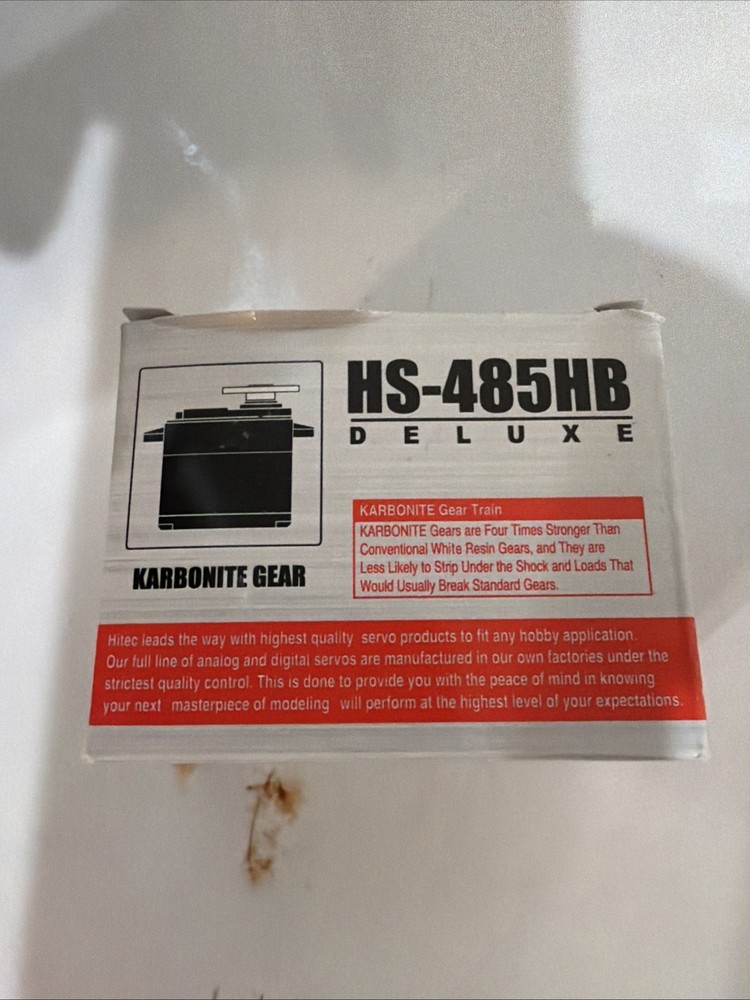 HS-485HB
DELUXE
KARBONITE GEAR
KARBONITE Gear Train
KARBONITE Gears are Four Times Stronger Than
Conventional White Resin Gears, and They are
Less Likely to Strip Under the Shock and Loads That
Would Usually Break Standard Gears.
Hitec leads the way with highest quality servo products to fit any hobby application.
Our full line of analog and digital servos are manufactured in our own factories under the
strictest quality control. This is done to provide you with the peace of mind in knowing
your next masterpiece of modeling will perform at the highest level of your expectations.